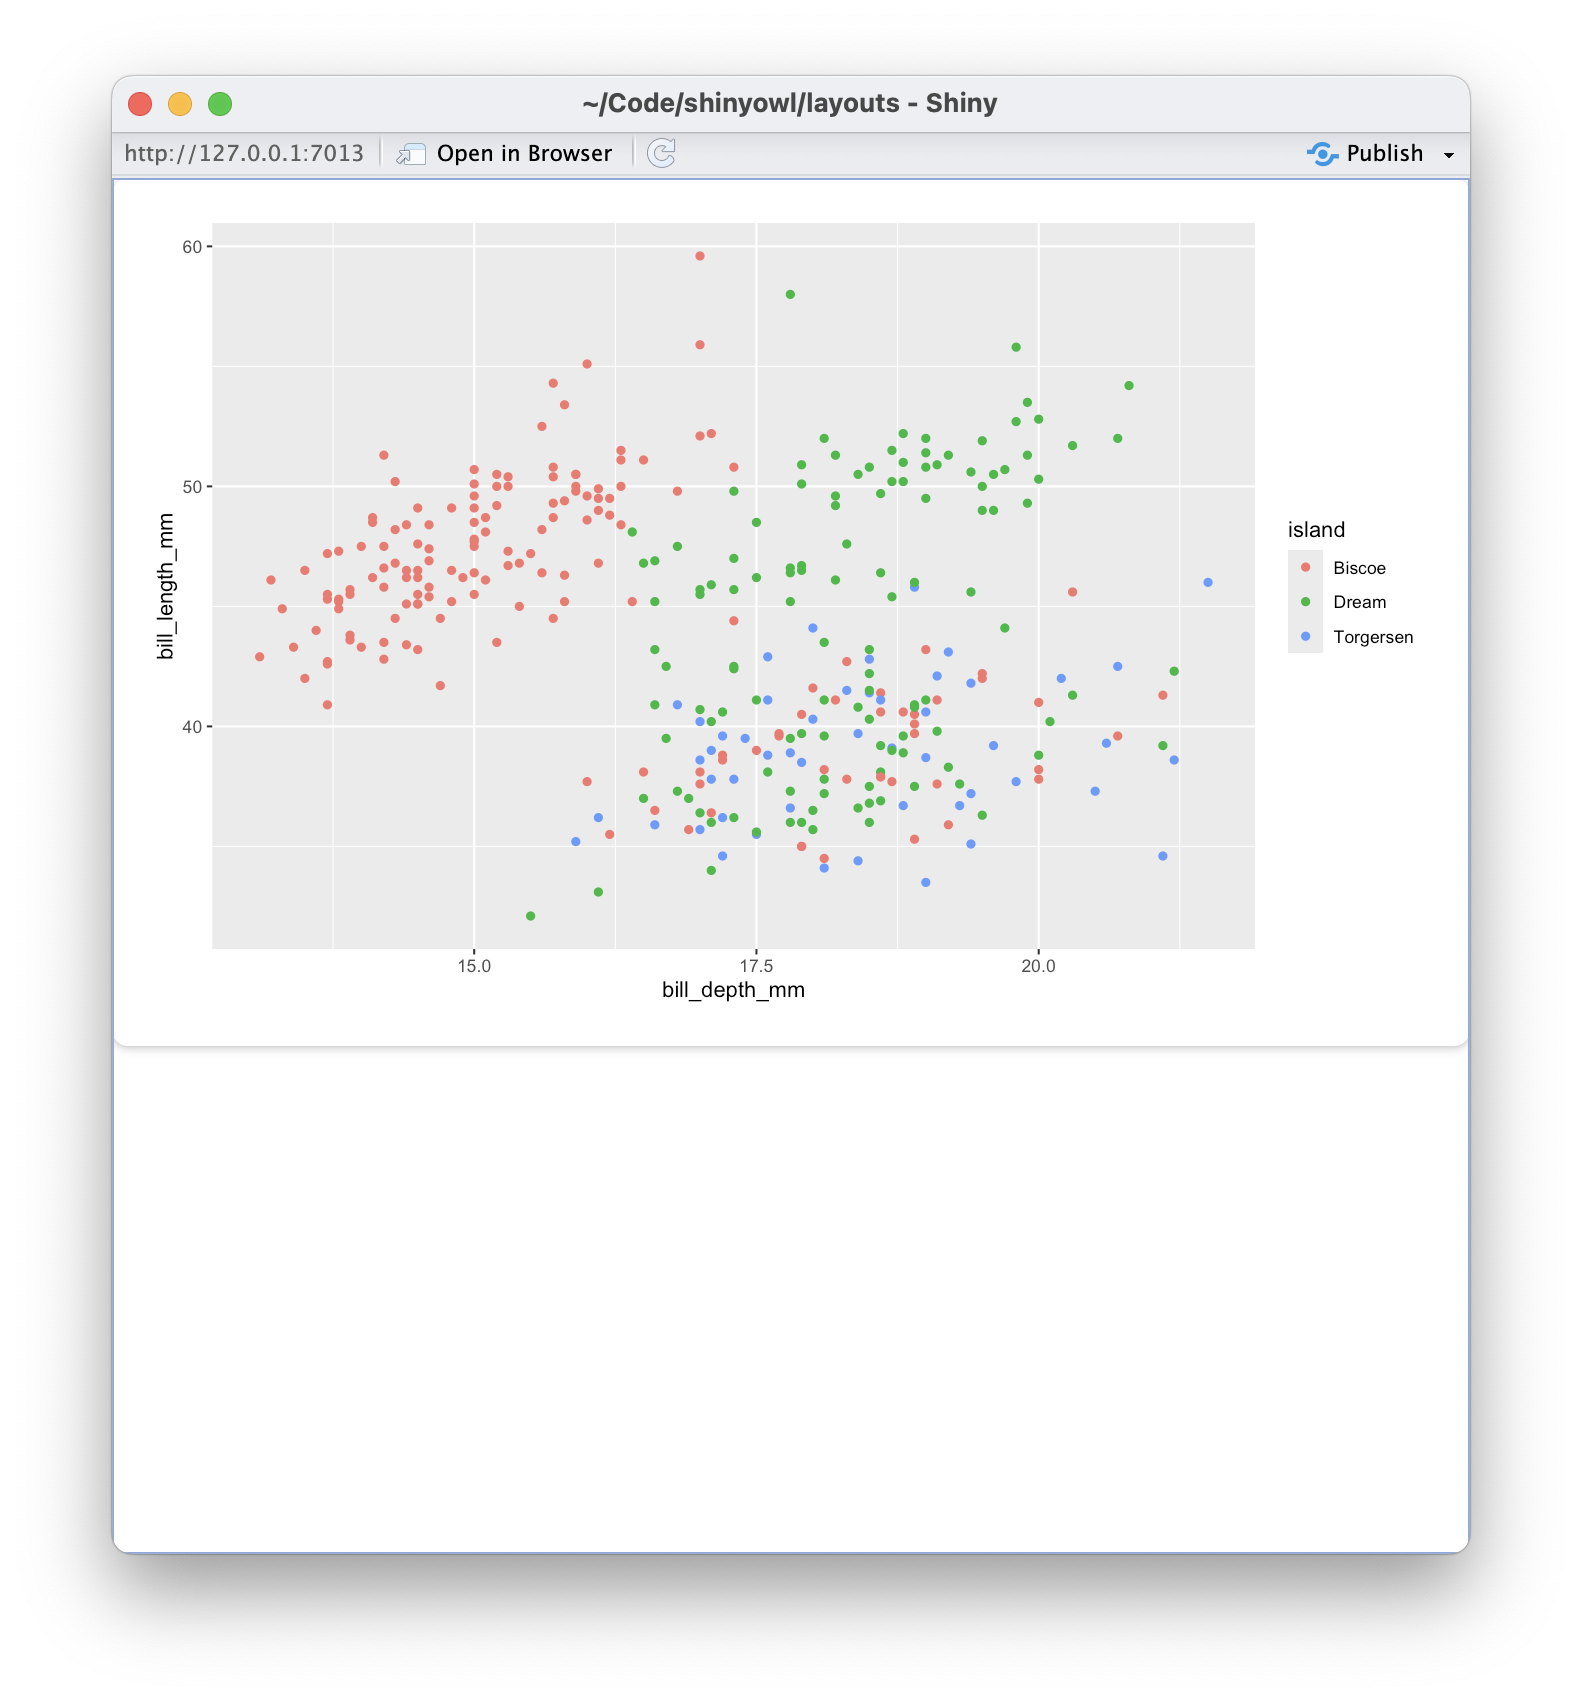 ~/Code/shinyowl/layouts - Shiny
http://127.0.0.1:7013 Open in Browser Publish
60
50
40
bill_length_mm
15.0 17.5 20.0
bill_depth_mm
island
Biscoe
Dream
Torgersen